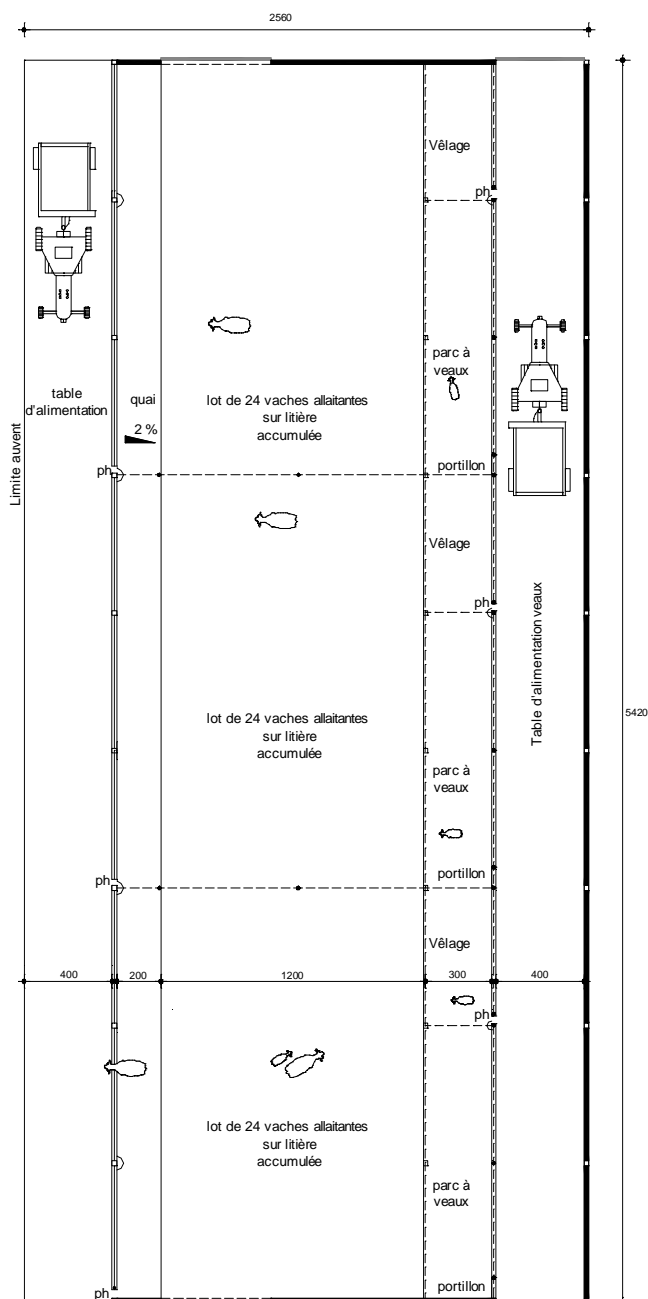 2560
Vêlage
ph
parc à
veaux
table
d'alimentation
quai
2 %
lot de 24 vaches allaitantes
sur litière
accumulée
Limite auvent
ph
portillon
Vêlage
ph
Table d'alimentation veaux
5420
lot de 24 vaches allaitantes
sur litière
accumulée
parc à
veaux
ph
portillon
Vêlage
400
200
1200
300
400
ph
lot de 24 vaches allaitantes
sur litière
accumulée
parc à
veaux
ph
portillon